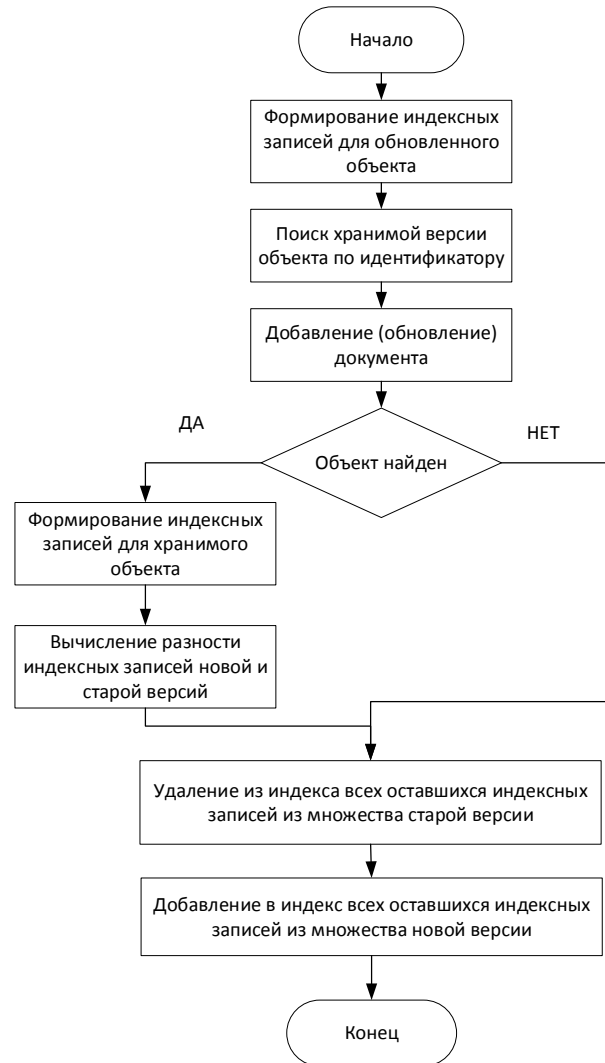 Начало
Формирование индексных
записей для обновленного
объекта
Поиск хранимой версии
объекта по идентификатору
Добавление (обновление)
документа
ДА
НЕТ
Объект найден
Формирование индексных
записей для хранимого
объекта
Вычисление разности
индексных записей новой и
старой версий
Удаление из индекса всех оставшихся индексных
записей из множества старой версии
Добавление в индекс всех оставшихся индексных
записей из множества новой версии
Конец